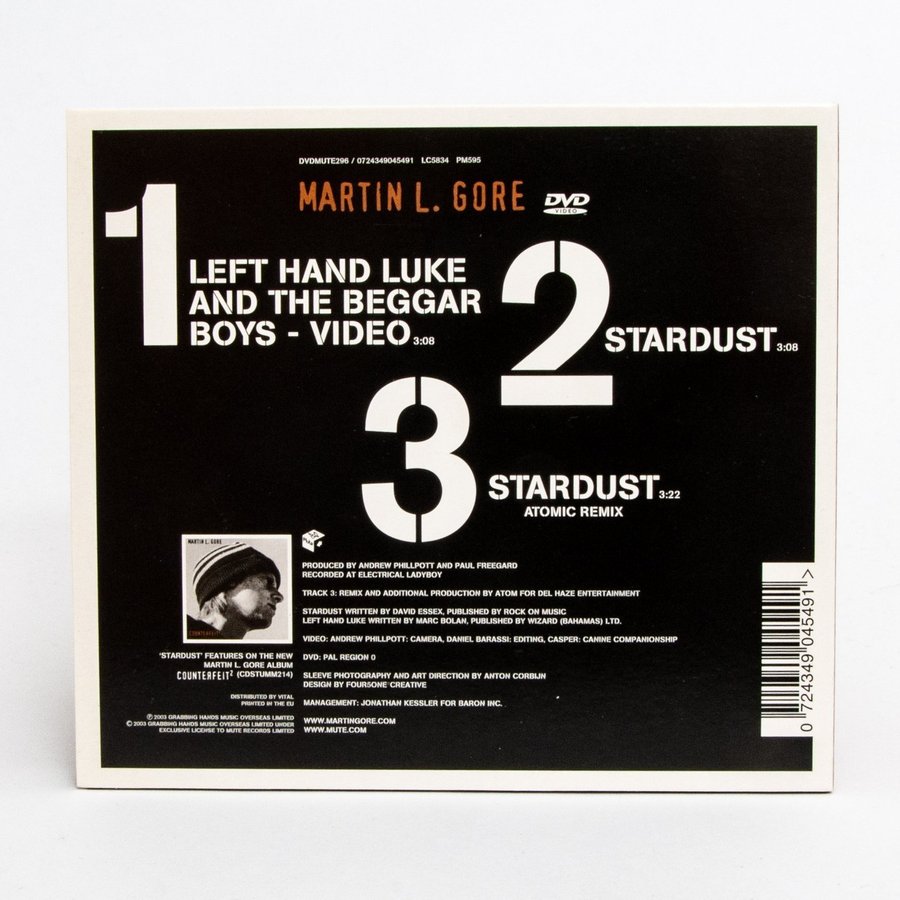 DVDMUTE296 / 0724349045491 LC5834 PM595
MARTIN L. GORE
DVD
VIDEO
1
LEFT HAND LUKE
AND THE BEGGAR
BOYS - VIDEO 3:08
2
STARDUST 3:08
3
STARDUST 3:22
ATOMIC REMIX
MARTIN L. GORE
COUNTERFEIT²
'STARDUST' FEATURES ON THE NEW
MARTIN L. GORE ALBUM
COUNTERFEIT² (CDSTUMM214)
DISTRIBUTED BY VITAL
PRINTED IN THE EU
℗ 2003 GRABBING HANDS MUSIC OVERSEAS LIMITED
© 2003 GRABBING HANDS MUSIC OVERSEAS LIMITED UNDER
EXCLUSIVE LICENSE TO MUTE RECORDS LIMITED
PRODUCED BY ANDREW PHILLPOTT AND PAUL FREEGARD
RECORDED AT ELECTRICAL LADYBOY
TRACK 3: REMIX AND ADDITIONAL PRODUCTION BY ATOM FOR DEL HAZE ENTERTAINMENT
STARDUST WRITTEN BY DAVID ESSEX, PUBLISHED BY ROCK ON MUSIC
LEFT HAND LUKE WRITTEN BY MARC BOLAN, PUBLISHED BY WIZARD (BAHAMAS) LTD.
VIDEO: ANDREW PHILLPOTT: CAMERA, DANIEL BARASSI: EDITING, CASPER: CANINE COMPANIONSHIP
DVD: PAL REGION 0
SLEEVE PHOTOGRAPHY AND ART DIRECTION BY ANTON CORBIJN
DESIGN BY FOUR5ONE°CREATIVE
MANAGEMENT: JONATHAN KESSLER FOR BARON INC.
WWW.MARTINGORE.COM
WWW.MUTE.COM
0 724349 045491 >